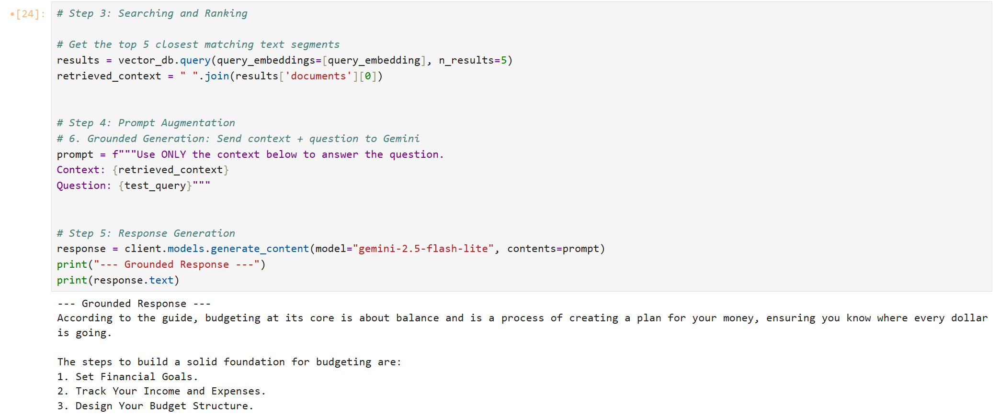 •[24]:
# Step 3: Searching and Ranking
# Get the top 5 closest matching text segments
results = vector_db.query(query_embeddings=[query_embedding], n_results=5)
retrieved_context = " ".join(results['documents'][0])
# Step 4: Prompt Augmentation
# 6. Grounded Generation: Send context + question to Gemini
prompt = f"""Use ONLY the context below to answer the question.
Context: {retrieved_context}
Question: {test_query}"""
# Step 5: Response Generation
response = client.models.generate_content(model="gemini-2.5-flash-lite", contents=prompt)
print("--- Grounded Response ---")
print(response.text)
--- Grounded Response ---
According to the guide, budgeting at its core is about balance and is a process of creating a plan for your money, ensuring you know where every dollar
is going.
The steps to build a solid foundation for budgeting are:
1. Set Financial Goals.
2. Track Your Income and Expenses.
3. Design Your Budget Structure.